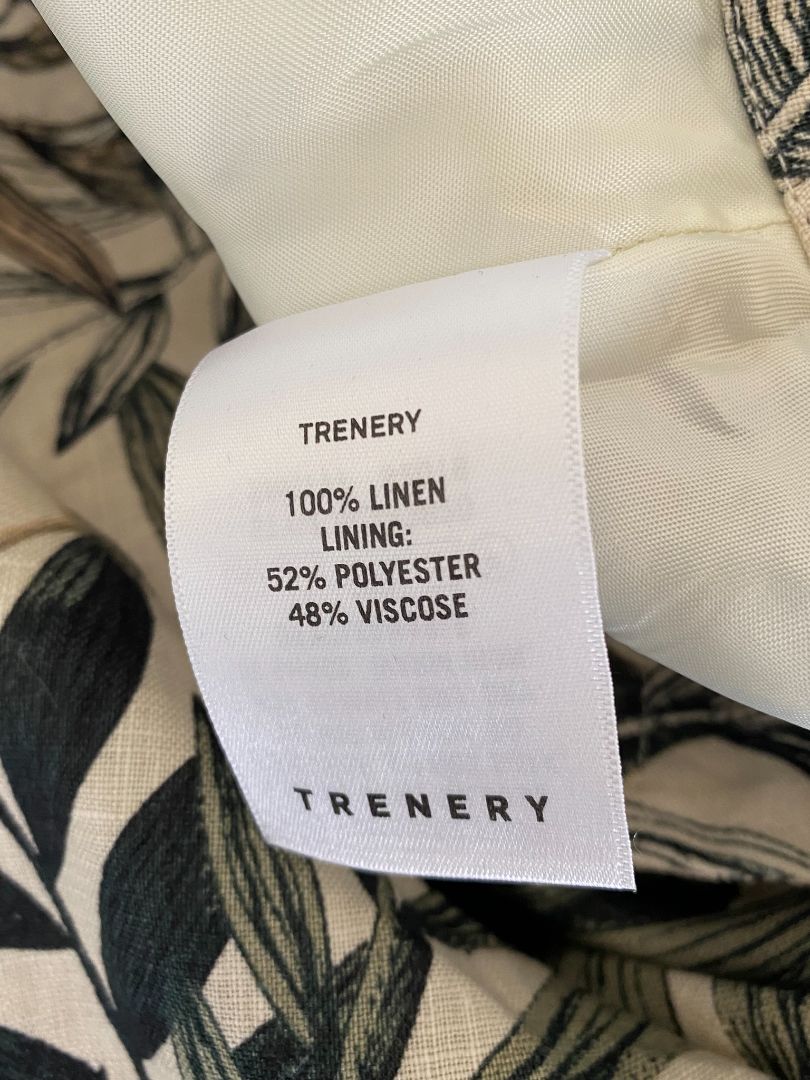 TRENERY
100% LINEN
LINING:
52% POLYESTER
48% VISCOSE
TRENERY